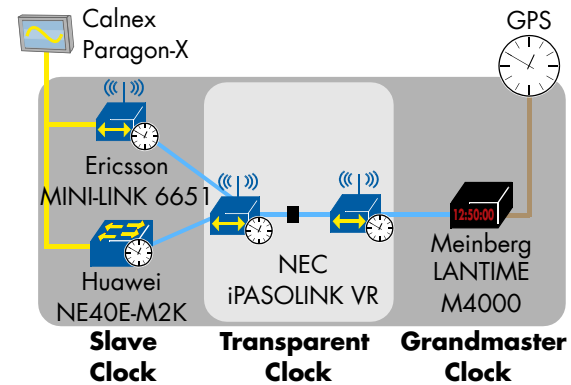 Calnex
Paragon-X
GPS
Ericsson
MINI-LINK 6651
12:50:00
Huawei
NE40E-M2K
NEC
iPASOLINK VR
Meinberg
LANTIME
M4000
Slave
Clock
Transparent
Clock
Grandmaster
Clock